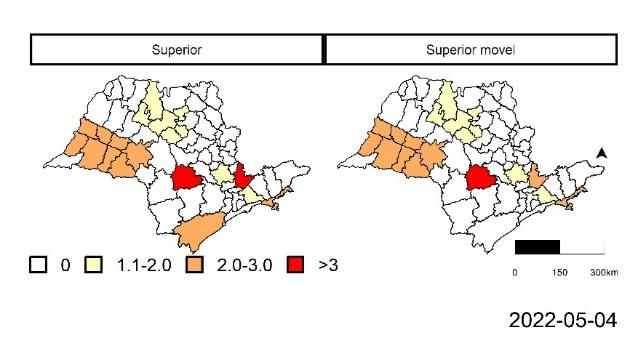 Superior
Superior movel
0 150 300km
0 1.1-2.0 2.0-3.0 >3
2022-05-04